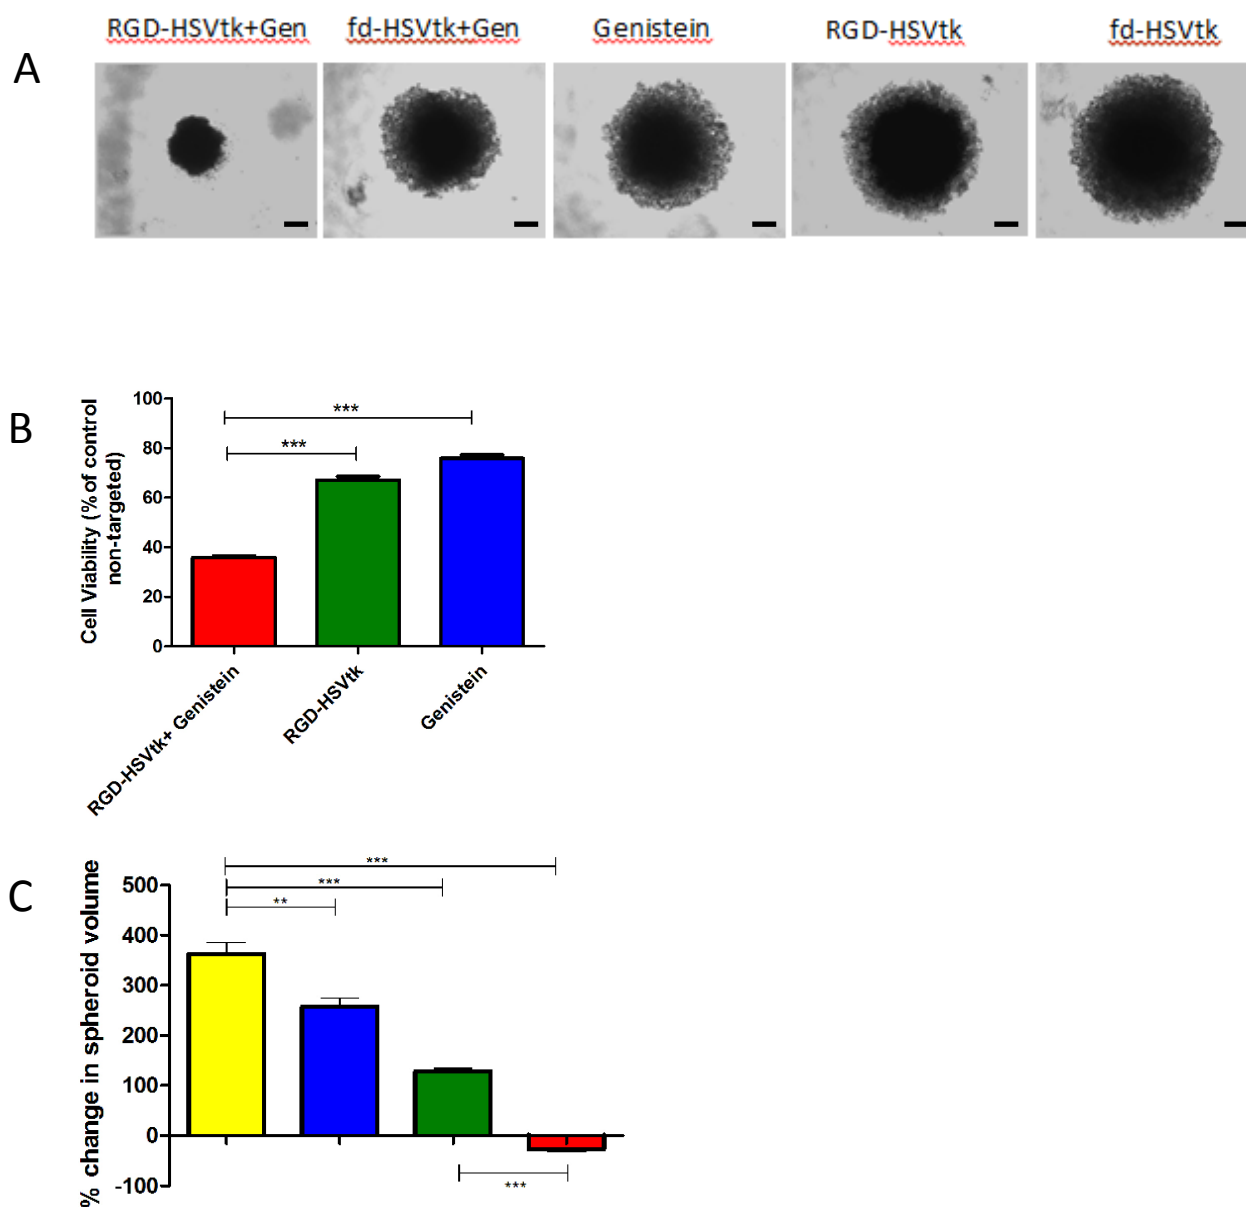 RGD-HSVtk+Gen
fd-HSVtk+Gen
Genistein
RGD-HSVtk
fd-HSVtk
A
B
Cell Viability (% of control
non-targeted)
100
80
60
40
20
0
***
***
RGD-HSVtk+ Genistein
RGD-HSVtk
Genistein
C
% change in spheroid volume
500
400
300
200
100
0
-100
***
***
**
***